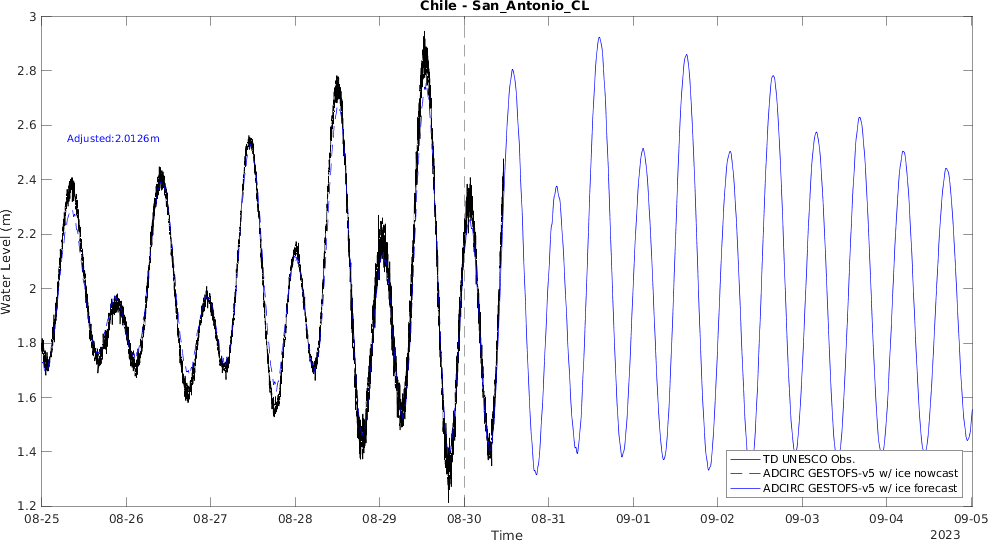 Chile - San_Antonio_CL
3
2.8
2.6
2.4
2.2
2
1.8
1.6
1.4
1.2
Water Level (m)
Adjusted:2.0126m
TD UNESCO Obs.
ADCIRC GESTOFS-v5 w/ ice nowcast
ADCIRC GESTOFS-v5 w/ ice forecast
08-25 08-26 08-27 08-28 08-29 08-30 08-31 09-01 09-02 09-03 09-04 09-05
Time
2023